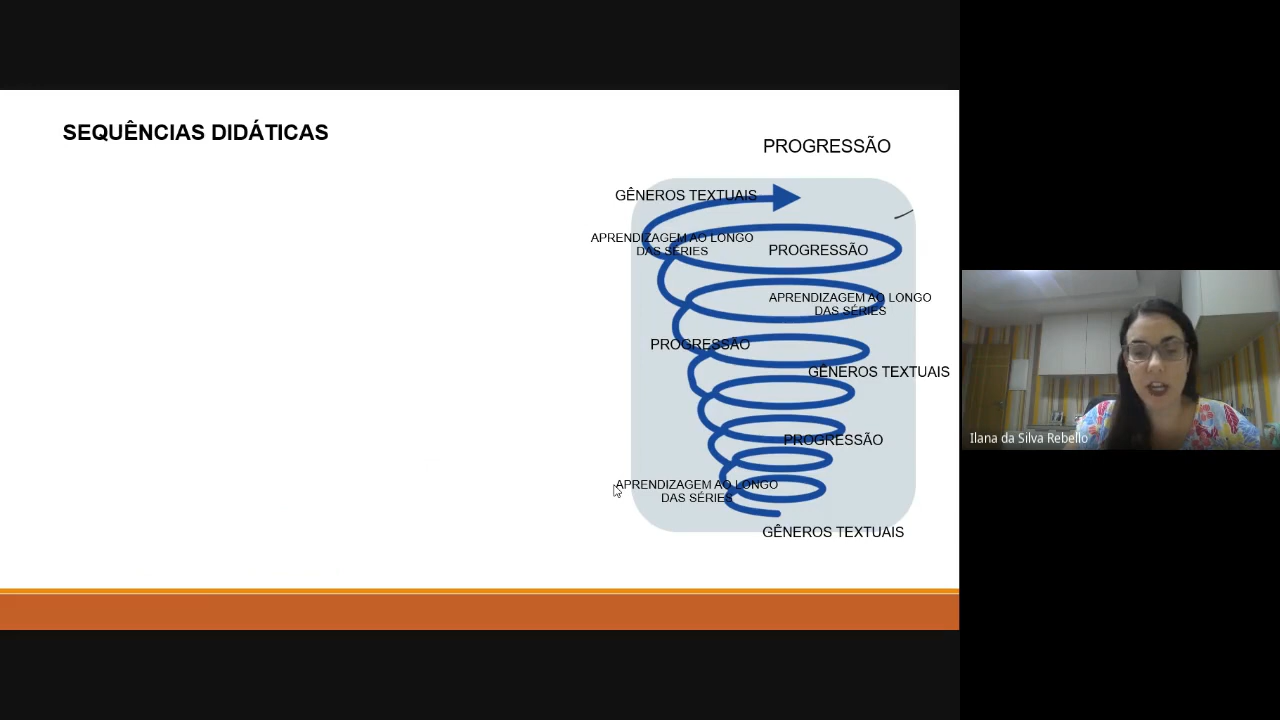 SEQUÊNCIAS DIDÁTICAS
PROGRESSÃO
GÊNEROS TEXTUAIS
APRENDIZAGEM AO LONGO
DAS SÉRIES
PROGRESSÃO
APRENDIZAGEM AO LONGO
DAS SÉRIES
PROGRESSÃO
GÊNEROS TEXTUAIS
PROGRESSÃO
APRENDIZAGEM AO LONGO
DAS SÉRIES
GÊNEROS TEXTUAIS
Ilana da Silva Rebello